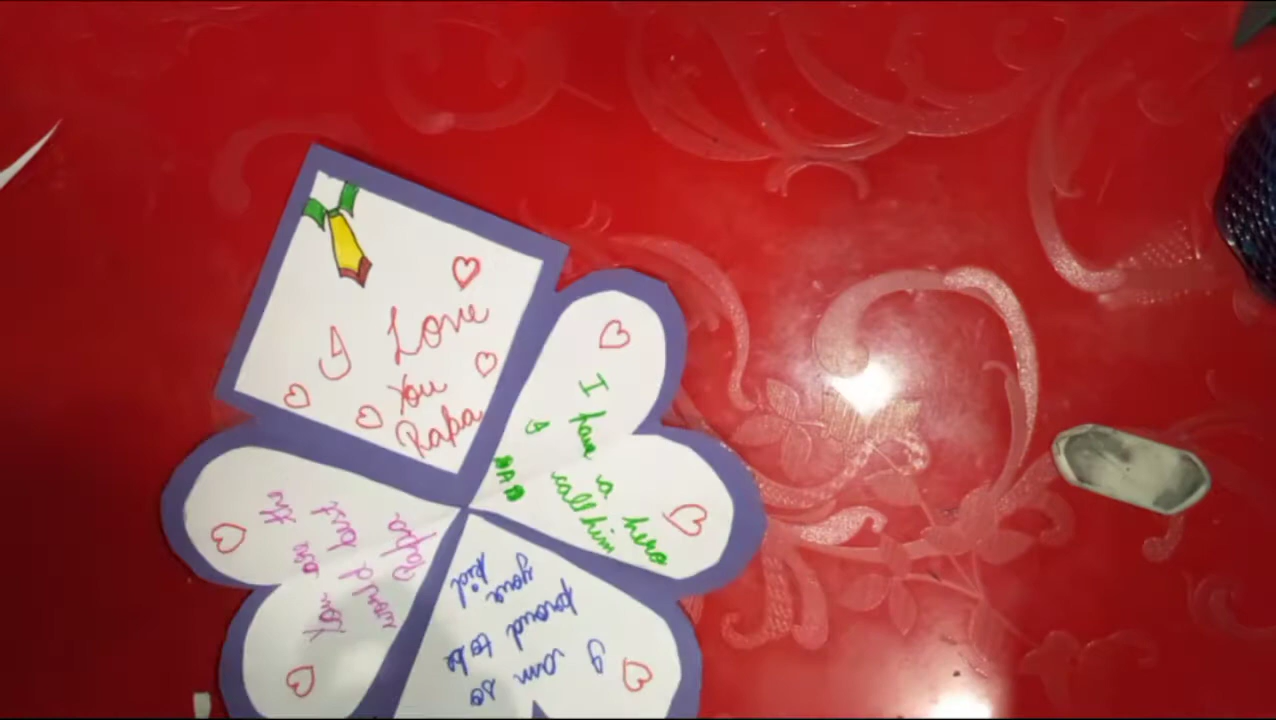 I Love
You
Papa
I have a hero
I call him
DAD
I am so
proud to be
your kid
You are the
world best
Papa